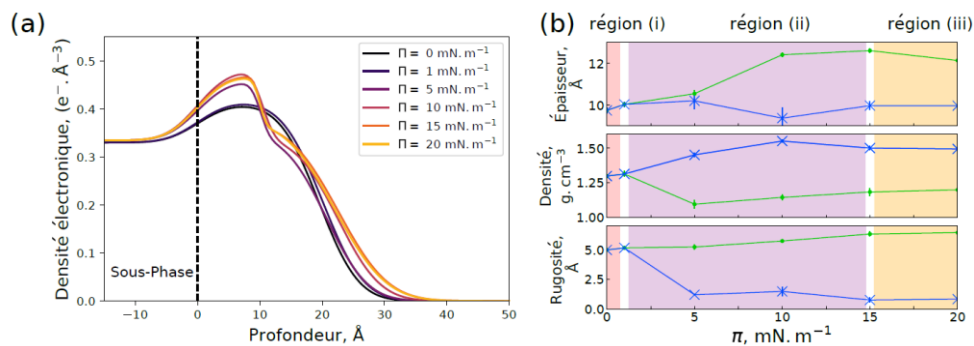 (a)
Densité électronique, (e⁻. Å⁻³)
0.5
0.4
0.3
0.2
0.1
0.0
Sous-Phase
Π = 0 mN. m⁻¹
Π = 1 mN. m⁻¹
Π = 5 mN. m⁻¹
Π = 10 mN. m⁻¹
Π = 15 mN. m⁻¹
Π = 20 mN. m⁻¹
−10 0 10 20 30 40 50
Profondeur, Å
(b)
région (i) région (ii) région (iii)
Épaisseur,
Å
12
10
Densité,
g. cm⁻³
1.50
1.25
1.00
Rugosité,
Å
5.0
2.5
0.0
0 5 10 15 20
π, mN. m⁻¹